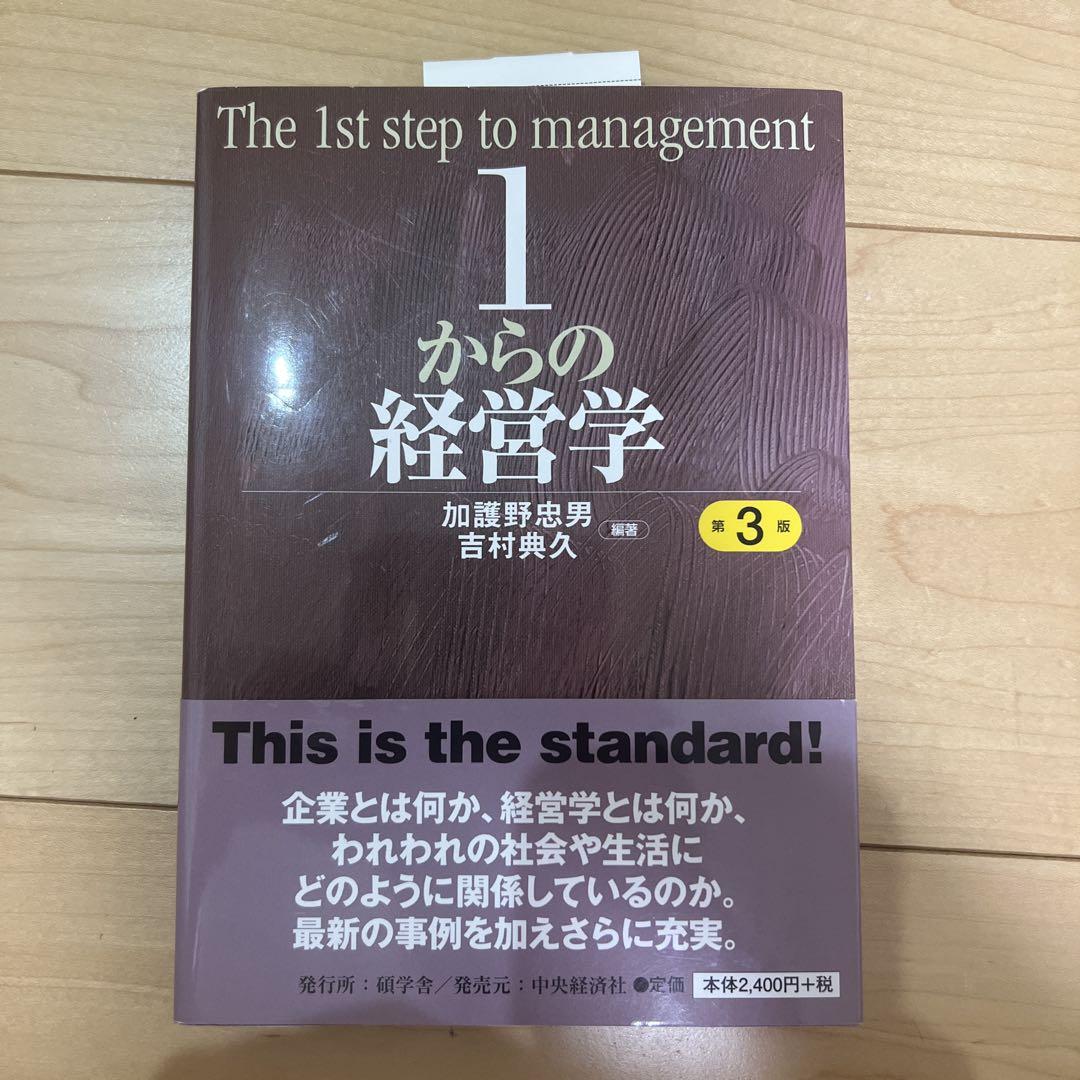 The 1st step to management
1
からの
経営学
加護野忠男
吉村典久
編著
第3版
This is the standard!
企業とは何か、経営学とは何か、
われわれの社会や生活に
どのように関係しているのか。
最新の事例を加えさらに充実。
発行所：碩学舎／発売元：中央経済社 ●定価 本体2,400円+税